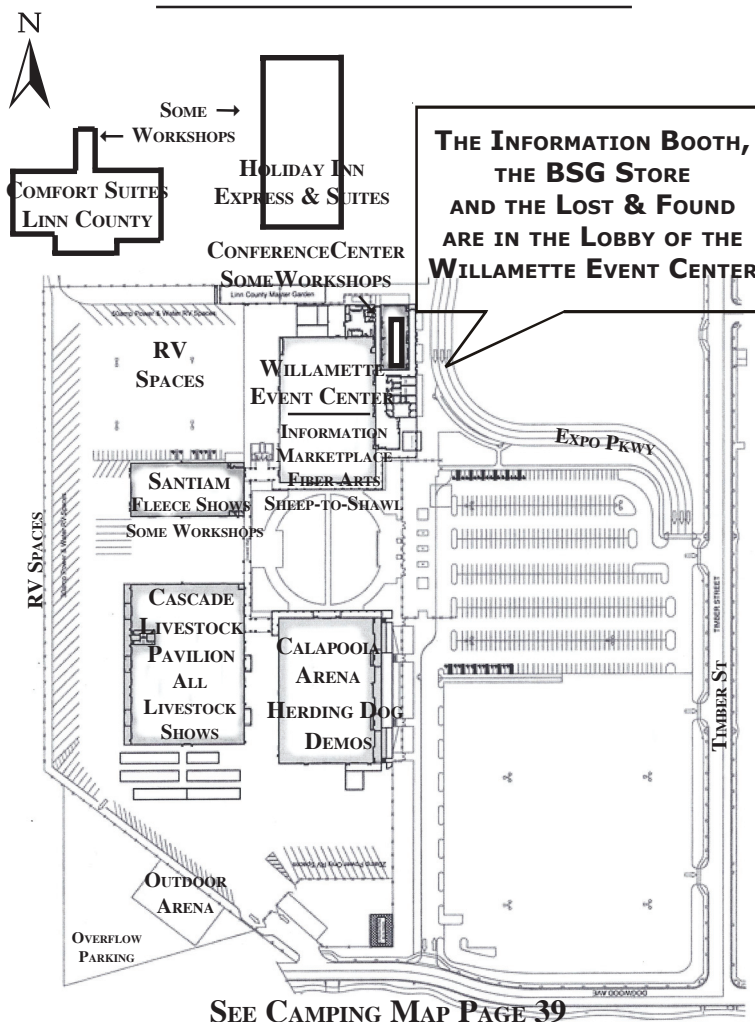 N
Some →
← Workshops
Comfort Suites
Linn County
Holiday Inn
Express & Suites
The Information Booth,
the BSG Store
and the Lost & Found
are in the Lobby of the
Willamette Event Center
ConferenceCenter
SomeWorkshops
Linn County Master Garden
RV
Spaces
Willamette
Event Center
Information
Marketplace
Fiber Arts
Sheep-to-Shawl
Expo Pkwy
Santiam
Fleece Shows
Some Workshops
RV Spaces
Cascade
Livestock
Pavilion
All
Livestock
Shows
Calapooia
Arena
Herding Dog
Demos
TIMBER STREET
Timber St
Outdoor
Arena
Overflow
Parking
DOGWOOD AVE
See Camping Map Page 39